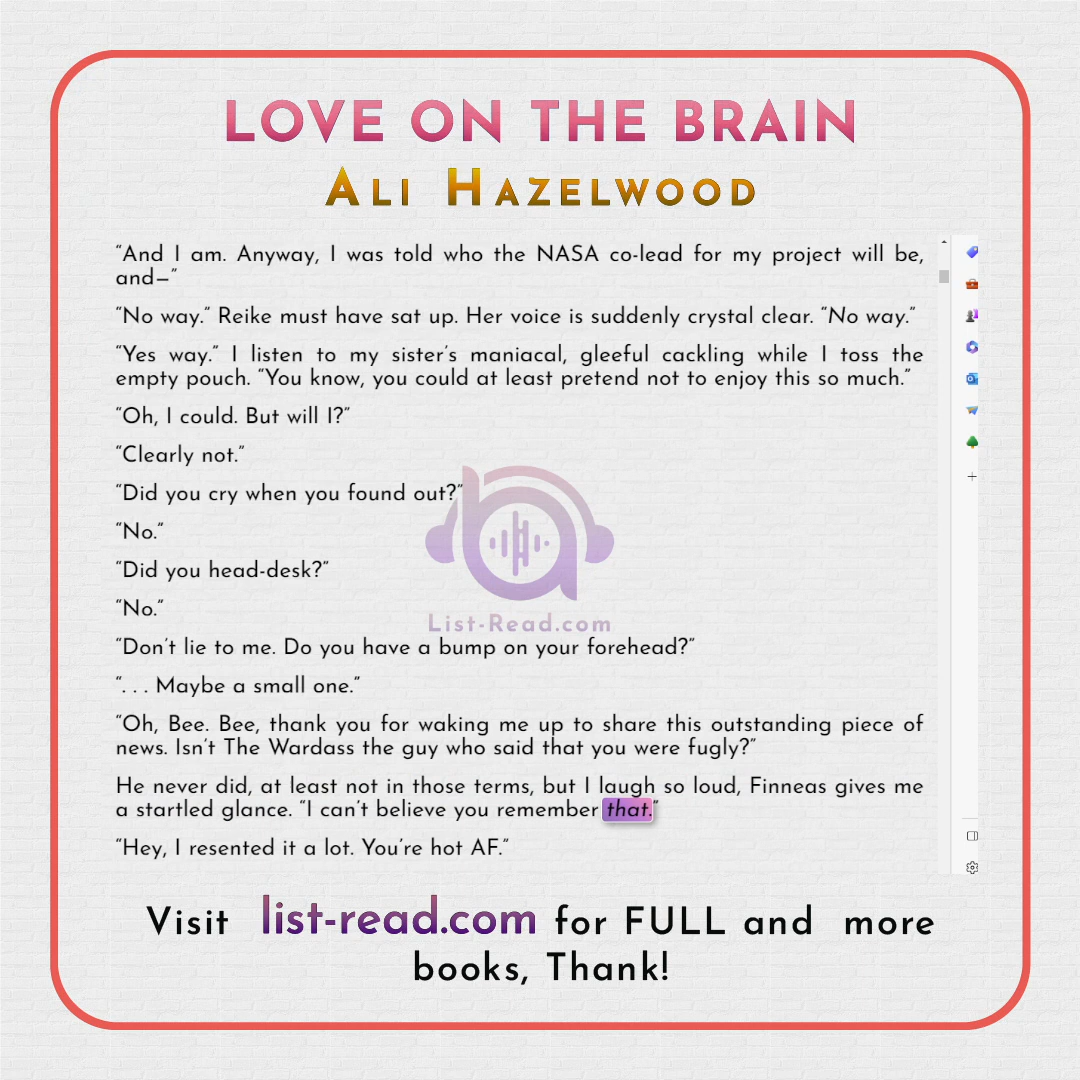 LOVE ON THE BRAIN
ALI HAZELWOOD
“And I am. Anyway, I was told who the NASA co-lead for my project will be,
and—”
“No way.” Reike must have sat up. Her voice is suddenly crystal clear. “No way.”
“Yes way.” I listen to my sister’s maniacal, gleeful cackling while I toss the
empty pouch. “You know, you could at least pretend not to enjoy this so much.”
“Oh, I could. But will I?”
“Clearly not.”
“Did you cry when you found out?”
“No.”
“Did you head-desk?”
“No.”
List-Read.com
“Don’t lie to me. Do you have a bump on your forehead?”
“. . . Maybe a small one.”
“Oh, Bee. Bee, thank you for waking me up to share this outstanding piece of
news. Isn’t The Wardass the guy who said that you were fugly?”
He never did, at least not in those terms, but I laugh so loud, Finneas gives me
a startled glance. “I can’t believe you remember that.”
“Hey, I resented it a lot. You’re hot AF.”
Visit list-read.com for FULL and more
books, Thank!